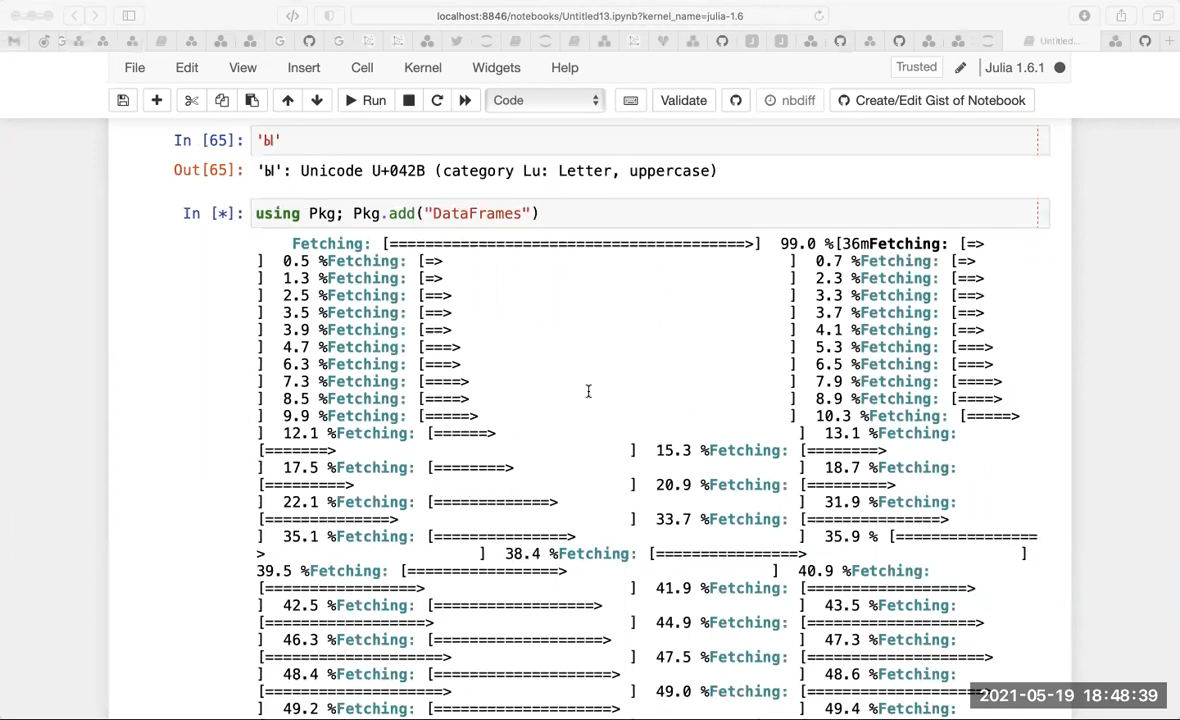 localhost:8846/notebooks/Untitled13.ipynb?kernel_name=julia-1.6
Untitled...
File Edit View Insert Cell Kernel Widgets Help Trusted Julia 1.6.1
Run Code Validate nbdiff Create/Edit Gist of Notebook
In [65]: 'Ы'
Out[65]: 'Ы': Unicode U+042B (category Lu: Letter, uppercase)
In [*]: using Pkg; Pkg.add("DataFrames")
Fetching: [========================================>] 99.0 %[36mFetching: [=>
] 0.5 %Fetching: [=> ] 0.7 %Fetching: [=>
] 1.3 %Fetching: [=> ] 2.3 %Fetching: [==>
] 2.5 %Fetching: [==> ] 3.3 %Fetching: [==>
] 3.5 %Fetching: [==> ] 3.7 %Fetching: [==>
] 3.9 %Fetching: [==> ] 4.1 %Fetching: [==>
] 4.7 %Fetching: [===> ] 5.3 %Fetching: [===>
] 6.3 %Fetching: [===> ] 6.5 %Fetching: [===>
] 7.3 %Fetching: [====> ] 7.9 %Fetching: [====>
] 8.5 %Fetching: [====> ] 8.9 %Fetching: [====>
] 9.9 %Fetching: [=====> ] 10.3 %Fetching: [=====>
] 12.1 %Fetching: [======> ] 13.1 %Fetching:
[=======> ] 15.3 %Fetching: [========>
] 17.5 %Fetching: [========> ] 18.7 %Fetching:
[=========> ] 20.9 %Fetching: [=========>
] 22.1 %Fetching: [=============> ] 31.9 %Fetching:
[==============> ] 33.7 %Fetching: [===============>
] 35.1 %Fetching: [===============> ] 35.9 % [================
> ] 38.4 %Fetching: [================> ]
39.5 %Fetching: [=================> ] 40.9 %Fetching:
[=================> ] 41.9 %Fetching: [==================>
] 42.5 %Fetching: [==================> ] 43.5 %Fetching:
[==================> ] 44.9 %Fetching: [===================>
] 46.3 %Fetching: [===================> ] 47.3 %Fetching:
[====================> ] 47.5 %Fetching: [====================>
] 48.4 %Fetching: [====================> ] 48.6 %Fetching:
[====================> ] 49.0 %Fetching: [====================>
] 49.2 %Fetching: [====================> ] 49.4 %Fetching:
2021-05-19 18:48:39